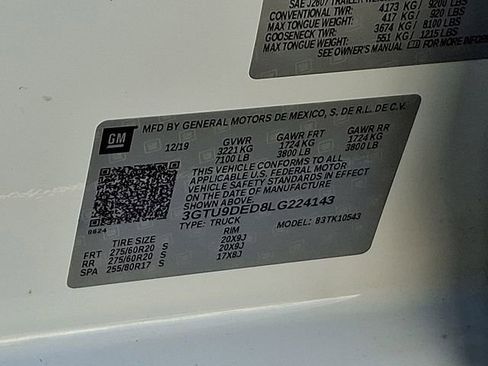 SAE J2807 TRAILER
4173 KG / 9200 LBS
CONVENTIONAL TWR: 417 KG / 920 LBS
MAX TONGUE WEIGHT: 3674 KG / 8100 LBS
GOOSENECK TWR: 551 KG / 1215 LBS
MAX TONGUE WEIGHT:
SEE OWNER'S MANUAL FOR MORE INFORM
GM
MFD BY GENERAL MOTORS DE MEXICO, S. DE R.L. DE C.V.
12/19 GVWR GAWR FRT GAWR RR
3221 KG 1724 KG 1724 KG
7100 LB 3800 LB 3800 LB
THIS VEHICLE CONFORMS TO ALL
APPLICABLE U.S. FEDERAL MOTOR
VEHICLE SAFETY STANDARDS IN EFFECT
ON THE DATE OF MANUFACTURE
SHOWN ABOVE.
3GTU9DED8LG224143
TYPE: TRUCK MODEL: 83TK10543
0624
TIRE SIZE RIM
FRT 275/60R20 S 20X9J
RR 275/60R20 S 20X9J
SPA 255/80R17 S 17X8J